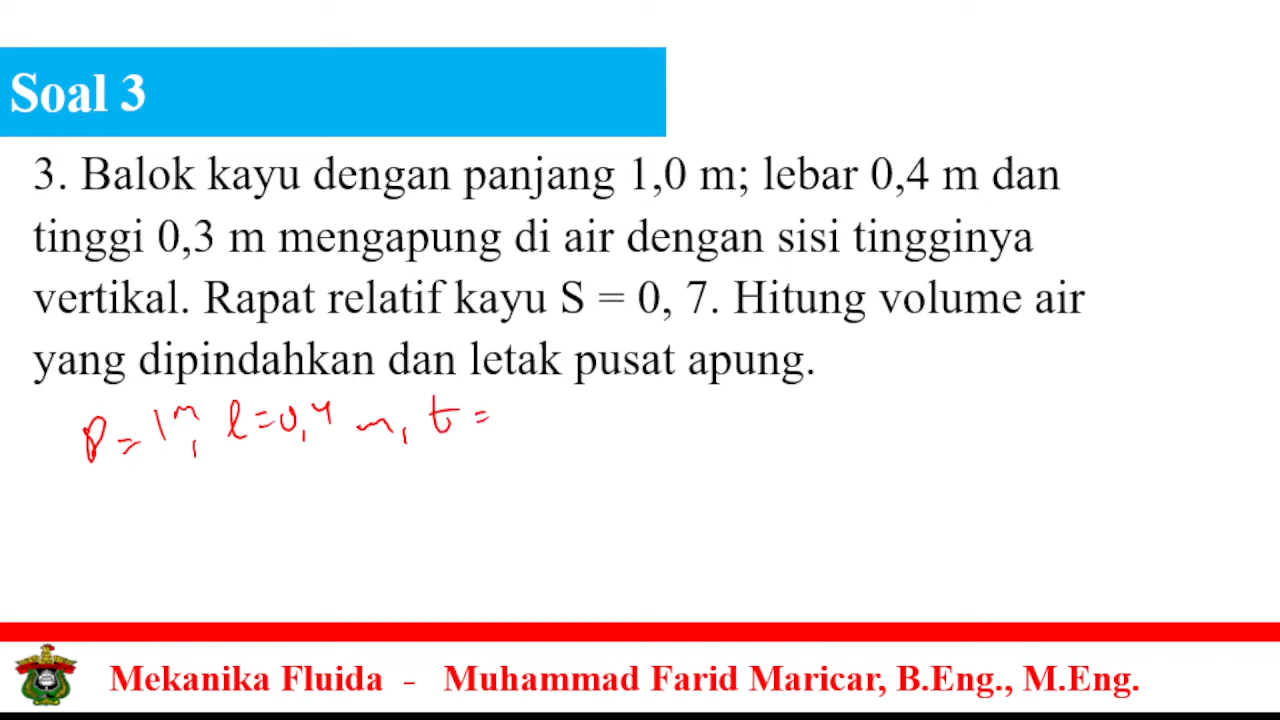 Soal 3
3. Balok kayu dengan panjang 1,0 m; lebar 0,4 m dan
tinggi 0,3 m mengapung di air dengan sisi tingginya
vertikal. Rapat relatif kayu S = 0, 7. Hitung volume air
yang dipindahkan dan letak pusat apung.
P = 1 m, l = 0,4 m, t =
Mekanika Fluida - Muhammad Farid Maricar, B.Eng., M.Eng.